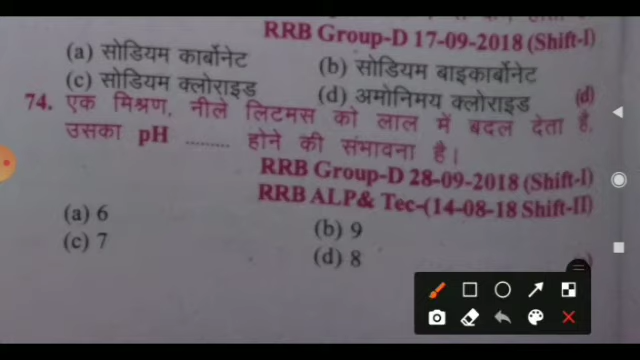 RRB Group-D 17-09-2018 (Shift-I)
(a) सोडियम कार्बोनेट
(b) सोडियम बाइकार्बोनेट
(c) सोडियम क्लोराइड
(d) अमोनिमय क्लोराइड
(d)
74. एक मिश्रण, नीले लिटमस को लाल में बदल देता है,
उसका pH ......... होने की संभावना है।
RRB Group-D 28-09-2018 (Shift-I)
RRB ALP& Tec-(14-08-18 Shift-II)
(a) 6
(b) 9
(c) 7
(d) 8